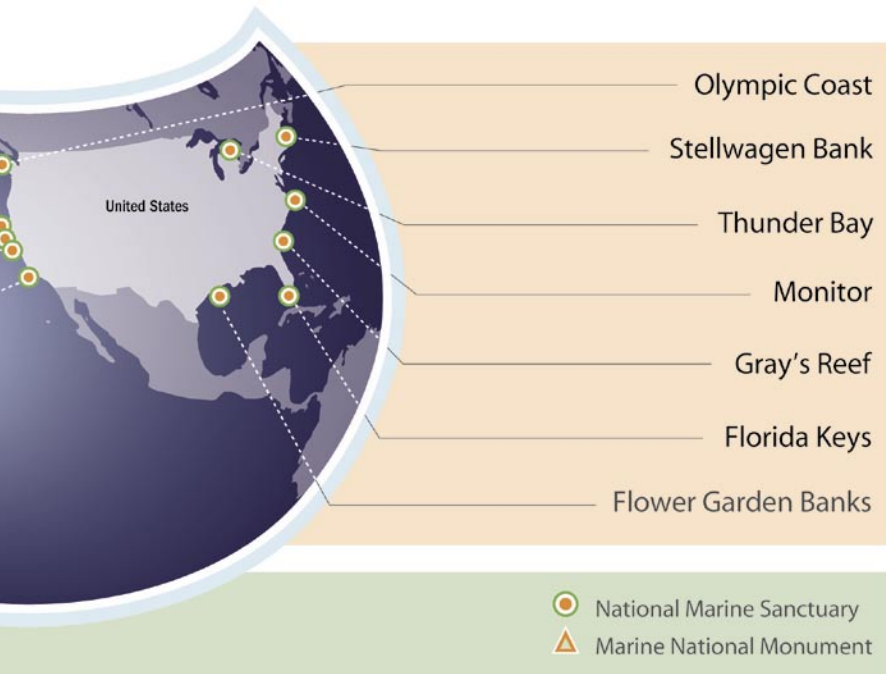 Olympic Coast
Stellwagen Bank
United States
Thunder Bay
Monitor
Gray's Reef
Florida Keys
Flower Garden Banks
National Marine Sanctuary
Marine National Monument